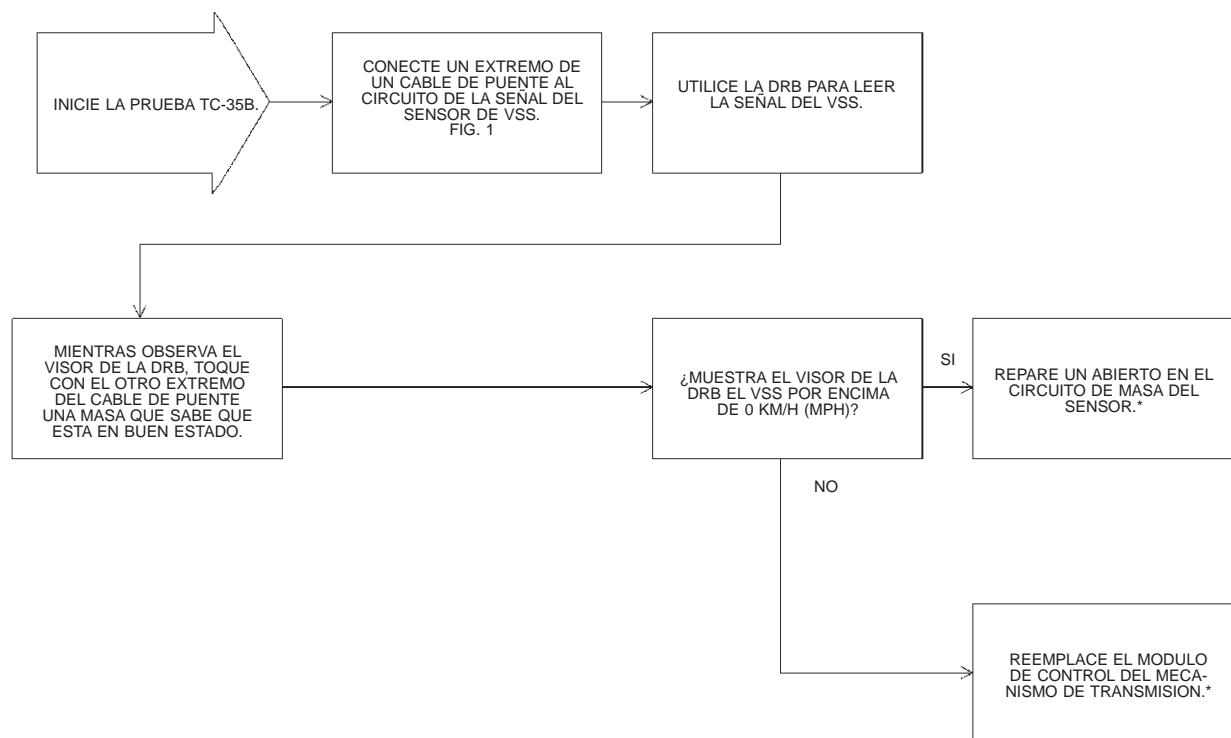 INICIE LA PRUEBA TC-35B.
CONECTE UN EXTREMO DE
UN CABLE DE PUENTE AL
CIRCUITO DE LA SEÑAL DEL
SENSOR DE VSS.
FIG. 1
UTILICE LA DRB PARA LEER
LA SEÑAL DEL VSS.
MIENTRAS OBSERVA EL
VISOR DE LA DRB, TOQUE
CON EL OTRO EXTREMO
DEL CABLE DE PUENTE
UNA MASA QUE SABE QUE
ESTA EN BUEN ESTADO.
¿MUESTRA EL VISOR DE LA
DRB EL VSS POR ENCIMA
DE 0 KM/H (MPH)?
SI
REPARE UN ABIERTO EN EL
CIRCUITO DE MASA DEL
SENSOR.*
NO
REEMPLACE EL MODULO
DE CONTROL DEL MECA-
NISMO DE TRANSMISION.*